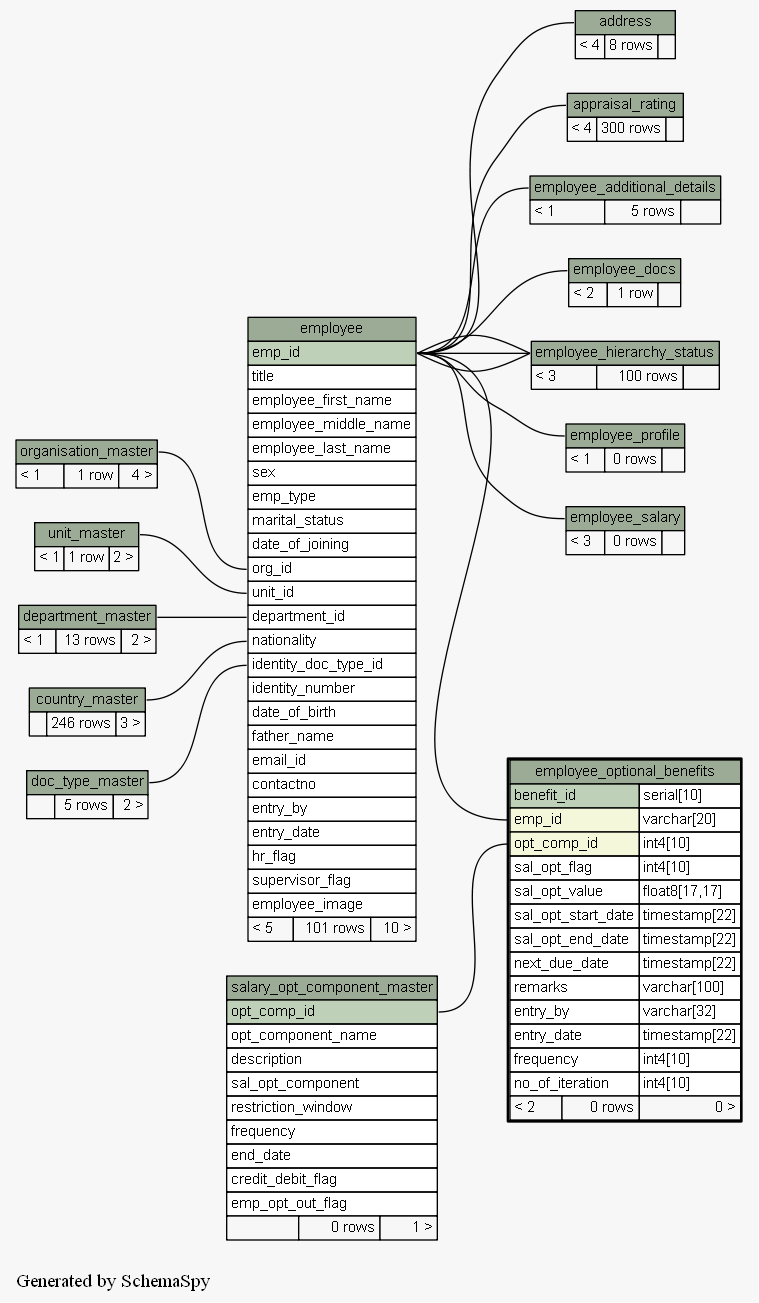 address
< 4 8 rows
appraisal_rating
< 4 300 rows
employee_additional_details
< 1 5 rows
employee_docs
< 2 1 row
employee_hierarchy_status
< 3 100 rows
employee_profile
< 1 0 rows
employee_salary
< 3 0 rows
employee
emp_id
title
employee_first_name
employee_middle_name
employee_last_name
sex
emp_type
marital_status
date_of_joining
org_id
unit_id
department_id
nationality
identity_doc_type_id
identity_number
date_of_birth
father_name
email_id
contactno
entry_by
entry_date
hr_flag
supervisor_flag
employee_image
< 5 101 rows 10 >
organisation_master
< 1 1 row 4 >
unit_master
< 1 1 row 2 >
department_master
< 1 13 rows 2 >
country_master
246 rows 3 >
doc_type_master
5 rows 2 >
employee_optional_benefits
benefit_id serial[10]
emp_id varchar[20]
opt_comp_id int4[10]
sal_opt_flag int4[10]
sal_opt_value float8[17,17]
sal_opt_start_date timestamp[22]
sal_opt_end_date timestamp[22]
next_due_date timestamp[22]
remarks varchar[100]
entry_by varchar[32]
entry_date timestamp[22]
frequency int4[10]
no_of_iteration int4[10]
< 2 0 rows 0 >
salary_opt_component_master
opt_comp_id
opt_component_name
description
sal_opt_component
restriction_window
frequency
end_date
credit_debit_flag
emp_opt_out_flag
0 rows 1 >
Generated by SchemaSpy